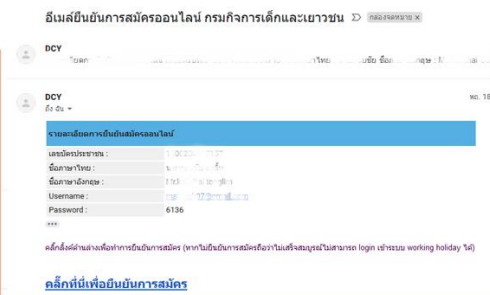 อีเมล์ยืนยันการสมัครออนไลน์ กรมกิจการเด็กและเยาวชน กล่องจดหมาย x
DCY
DCY
ถึง ฉัน
พฤ. 18
รายละเอียดการยืนยันสมัครออนไลน์
เลขบัตรประชาชน :
ชื่อภาษาไทย :
ชื่อภาษาอังกฤษ :
Username :
Password : 6136
คลิ๊กลิ้งค์ด้านล่างเพื่อทำการยืนยันการสมัคร (หากไม่ยืนยันการสมัครถือว่าไม่เสร็จสมบูรณ์ไม่สามารถ login เข้าระบบ working holiday ได้)
คลิ๊กที่นี่เพื่อยืนยันการสมัคร